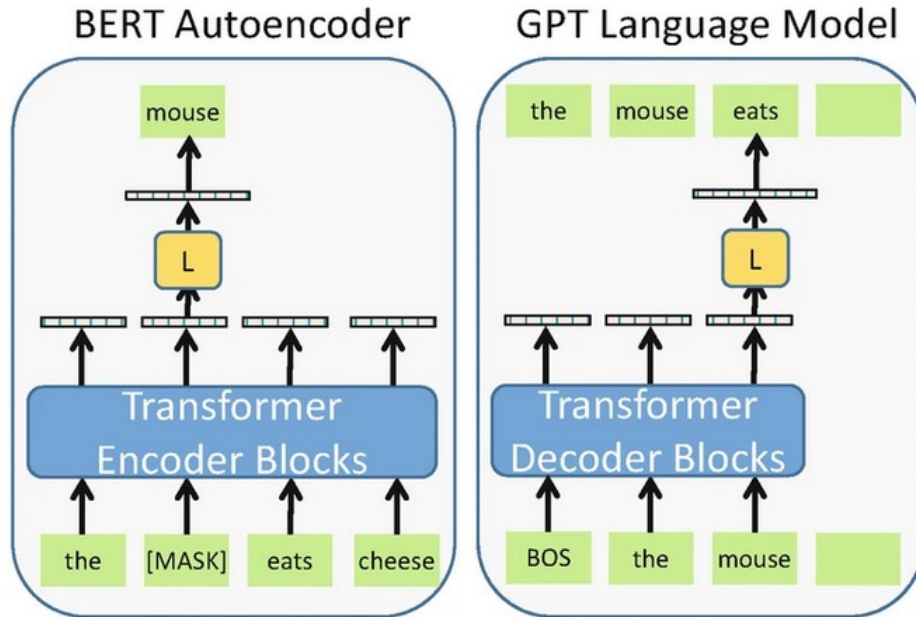 BERT Autoencoder
GPT Language Model
mouse
L
Transformer
Encoder Blocks
the [MASK] eats cheese
the mouse eats
L
Transformer
Decoder Blocks
BOS the mouse